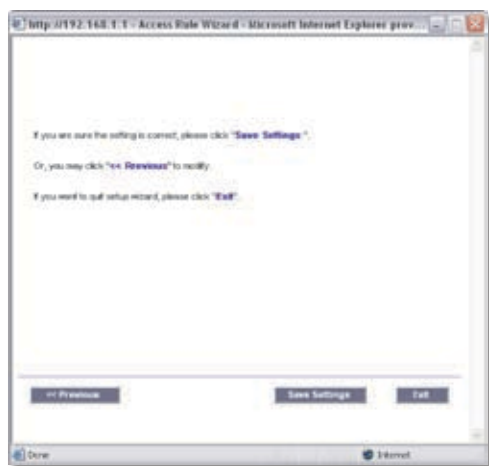 http://192.168.1.1 - Access Rule Wizard - Microsoft Internet Explorer prov...
If you are sure the setting is correct, please click "Save Settings ".
Or, you may click "<< Previous" to modify.
If you want to quit setup wizard, please click "Exit".
<< Previous
Save Settings
Exit
Done
Internet